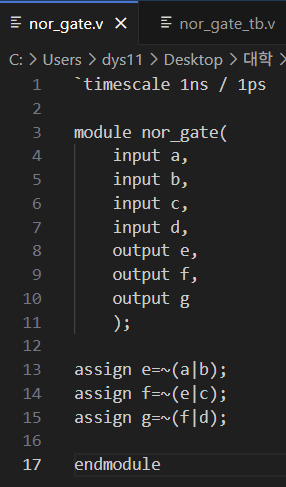 nor_gate.v × nor_gate_tb.v
C: > Users > dys11 > Desktop > 대학 >
1 `timescale 1ns / 1ps
2
3 module nor_gate(
4 input a,
5 input b,
6 input c,
7 input d,
8 output e,
9 output f,
10 output g
11 );
12
13 assign e=~(a|b);
14 assign f=~(e|c);
15 assign g=~(f|d);
16
17 endmodule